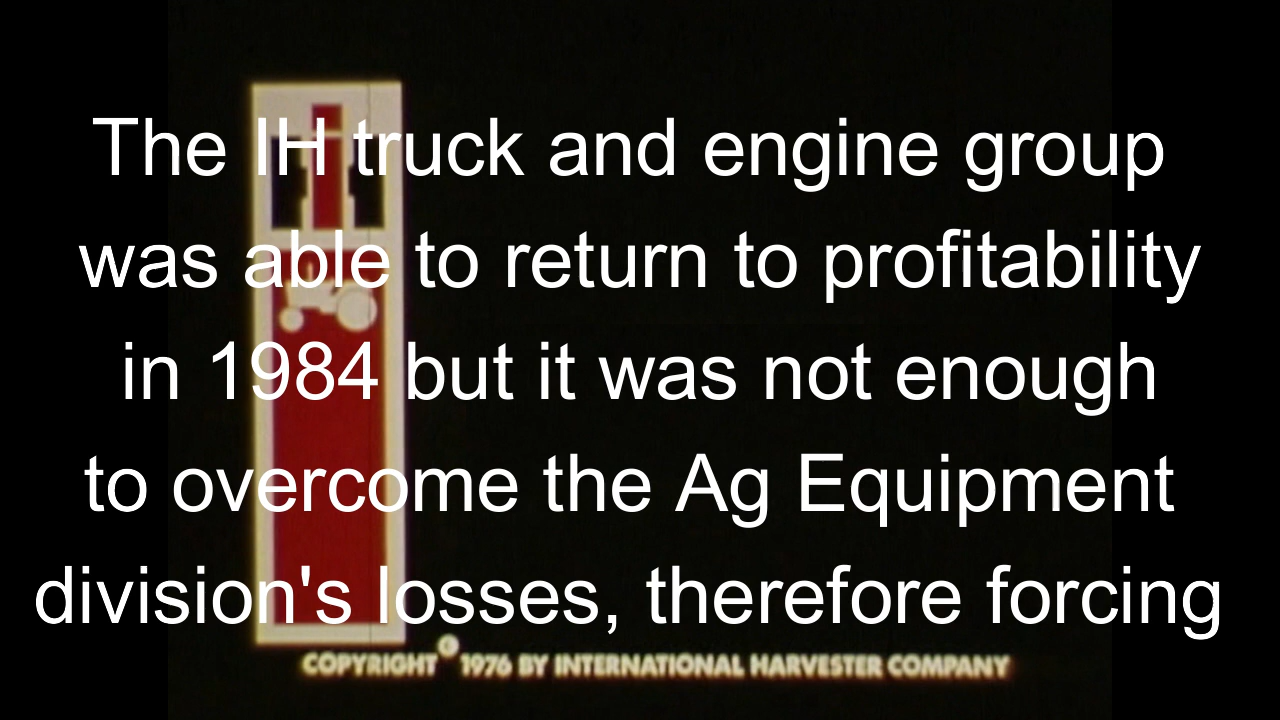 The IH truck and engine group
was able to return to profitability
in 1984 but it was not enough
to overcome the Ag Equipment
division's losses, therefore forcing
COPYRIGHT © 1976 BY INTERNATIONAL HARVESTER COMPANY